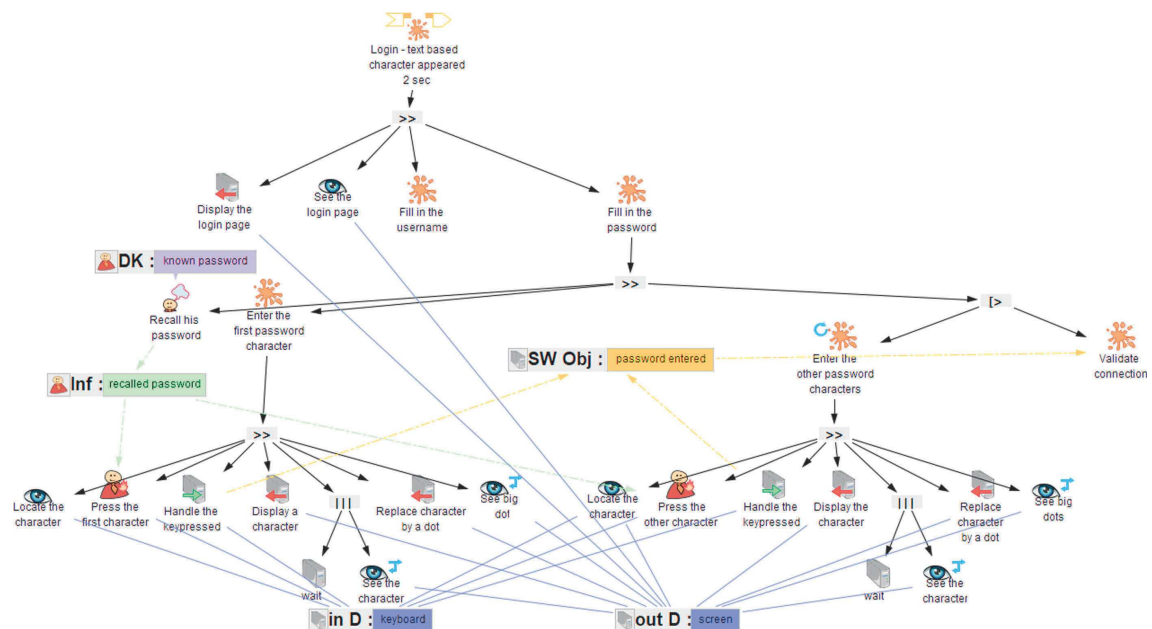 Login - text based
character appeared
2 sec
>>
Display the
login page
See the
login page
Fill in the
username
Fill in the
password
DK : known password
>>
[>
Recall his
password
Enter the
first password
character
SW Obj : password entered
Enter the
other password
characters
Validate
connection
Inf : recalled password
>>
>>
Locate the
character
Press the
first character
Handle the
keypressed
Display a
character
|||
Replace character
by a dot
See big
dot
Locate the
character
Press the
other character
Handle the
keypressed
Display the
character
|||
Replace
character
by a dot
See big
dots
wait
See the
character
wait
See the
character
in D : keyboard
out D : screen